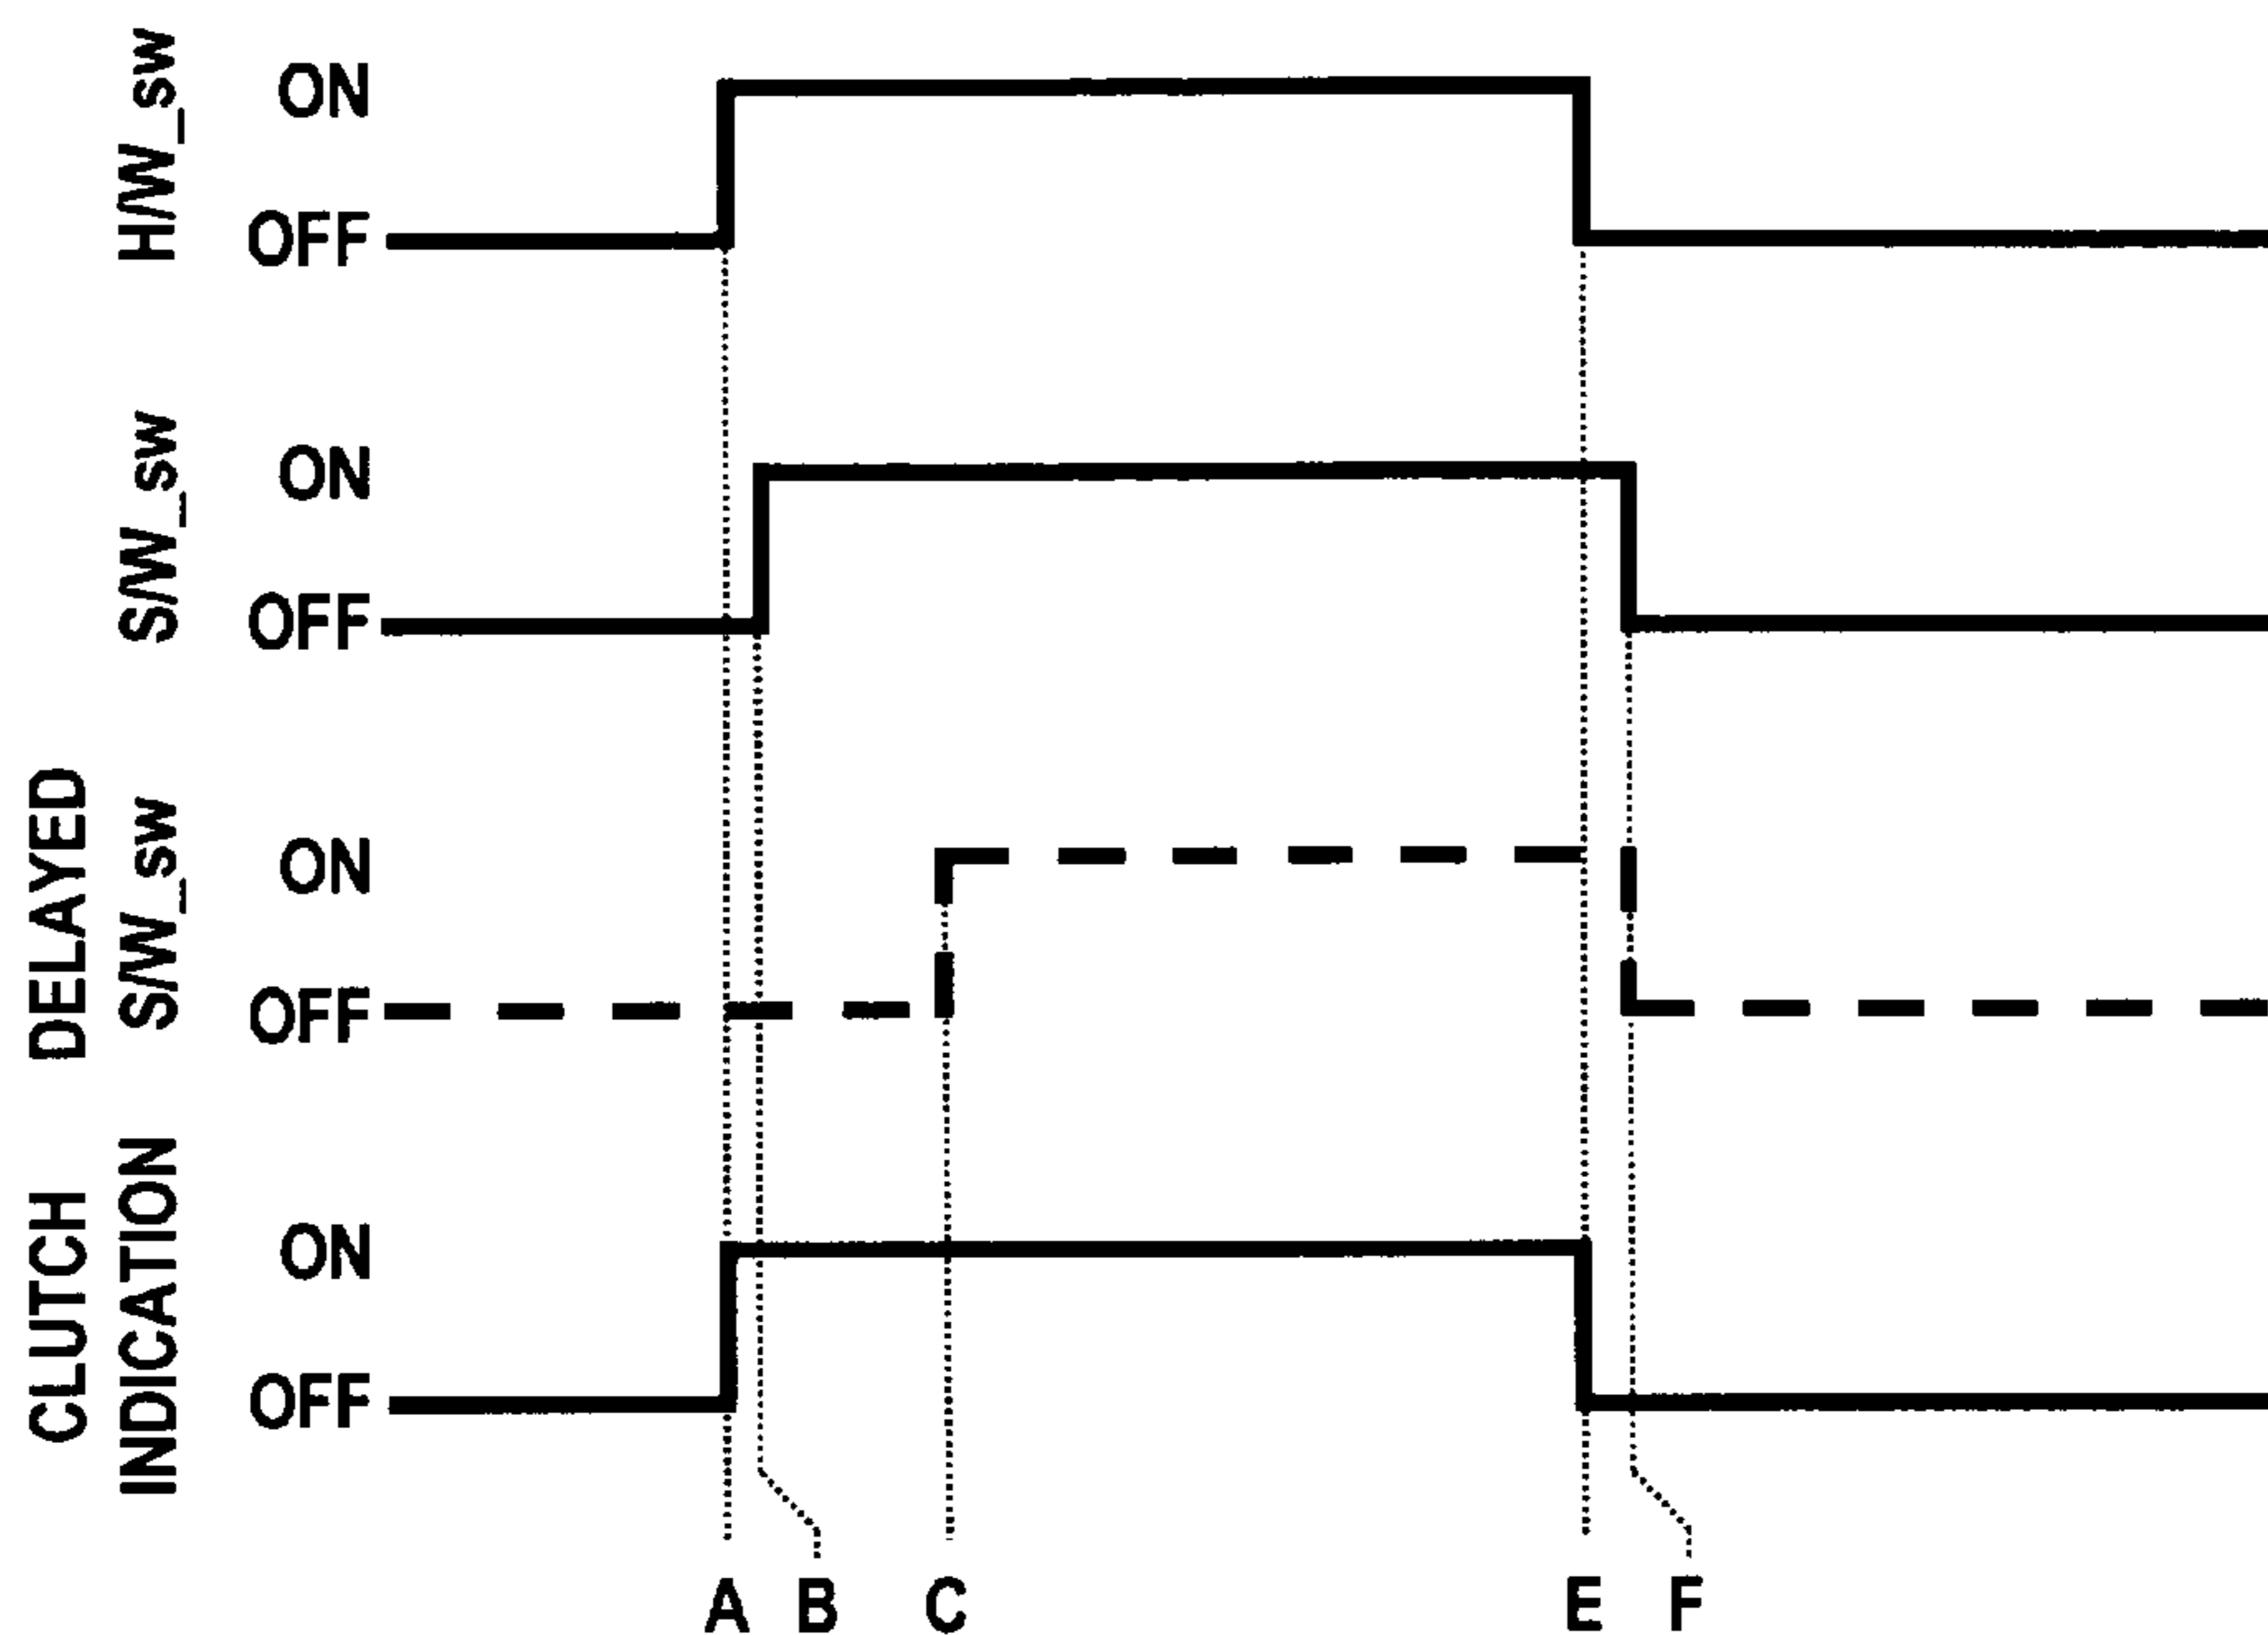 H/W_sw
ON
OFF
S/W_sw
ON
OFF
DELAYED
S/W_sw
ON
OFF
CLUTCH
INDICATION
ON
OFF
A B C E F